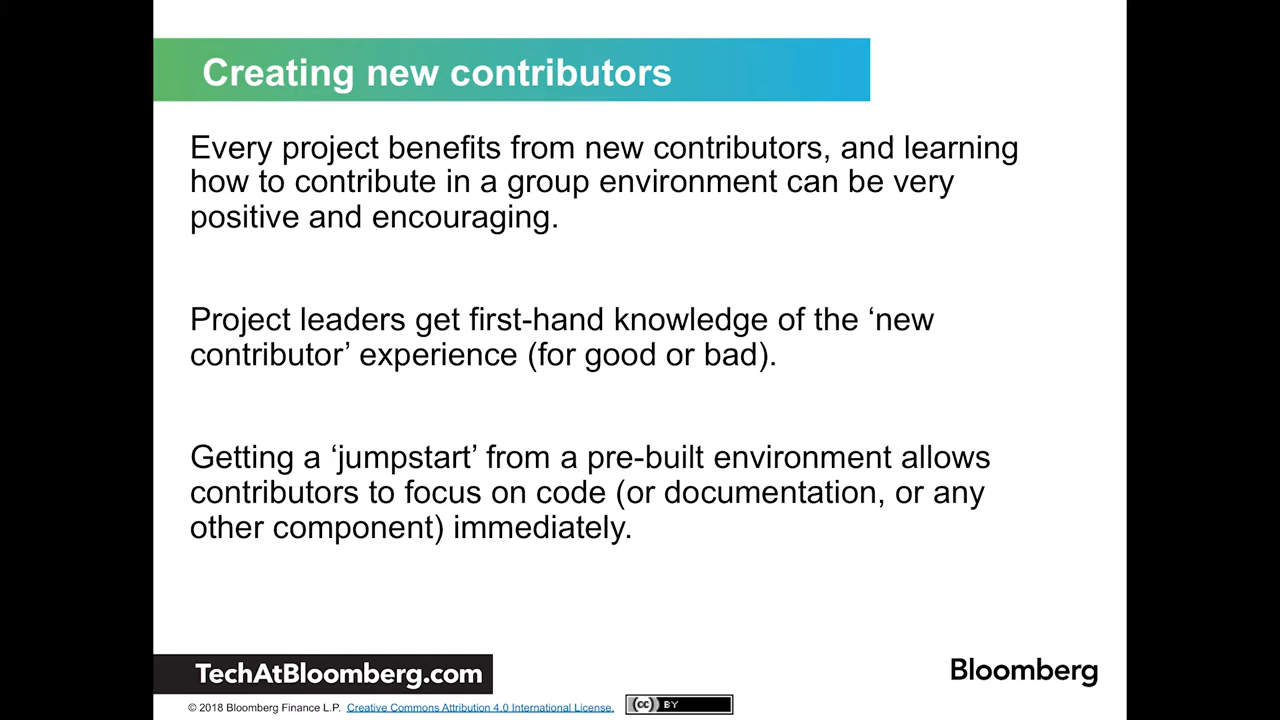 Creating new contributors
Every project benefits from new contributors, and learning
how to contribute in a group environment can be very
positive and encouraging.
Project leaders get first-hand knowledge of the ‘new
contributor’ experience (for good or bad).
Getting a ‘jumpstart’ from a pre-built environment allows
contributors to focus on code (or documentation, or any
other component) immediately.
TechAtBloomberg.com
Bloomberg
© 2018 Bloomberg Finance L.P. Creative Commons Attribution 4.0 International License.
cc BY